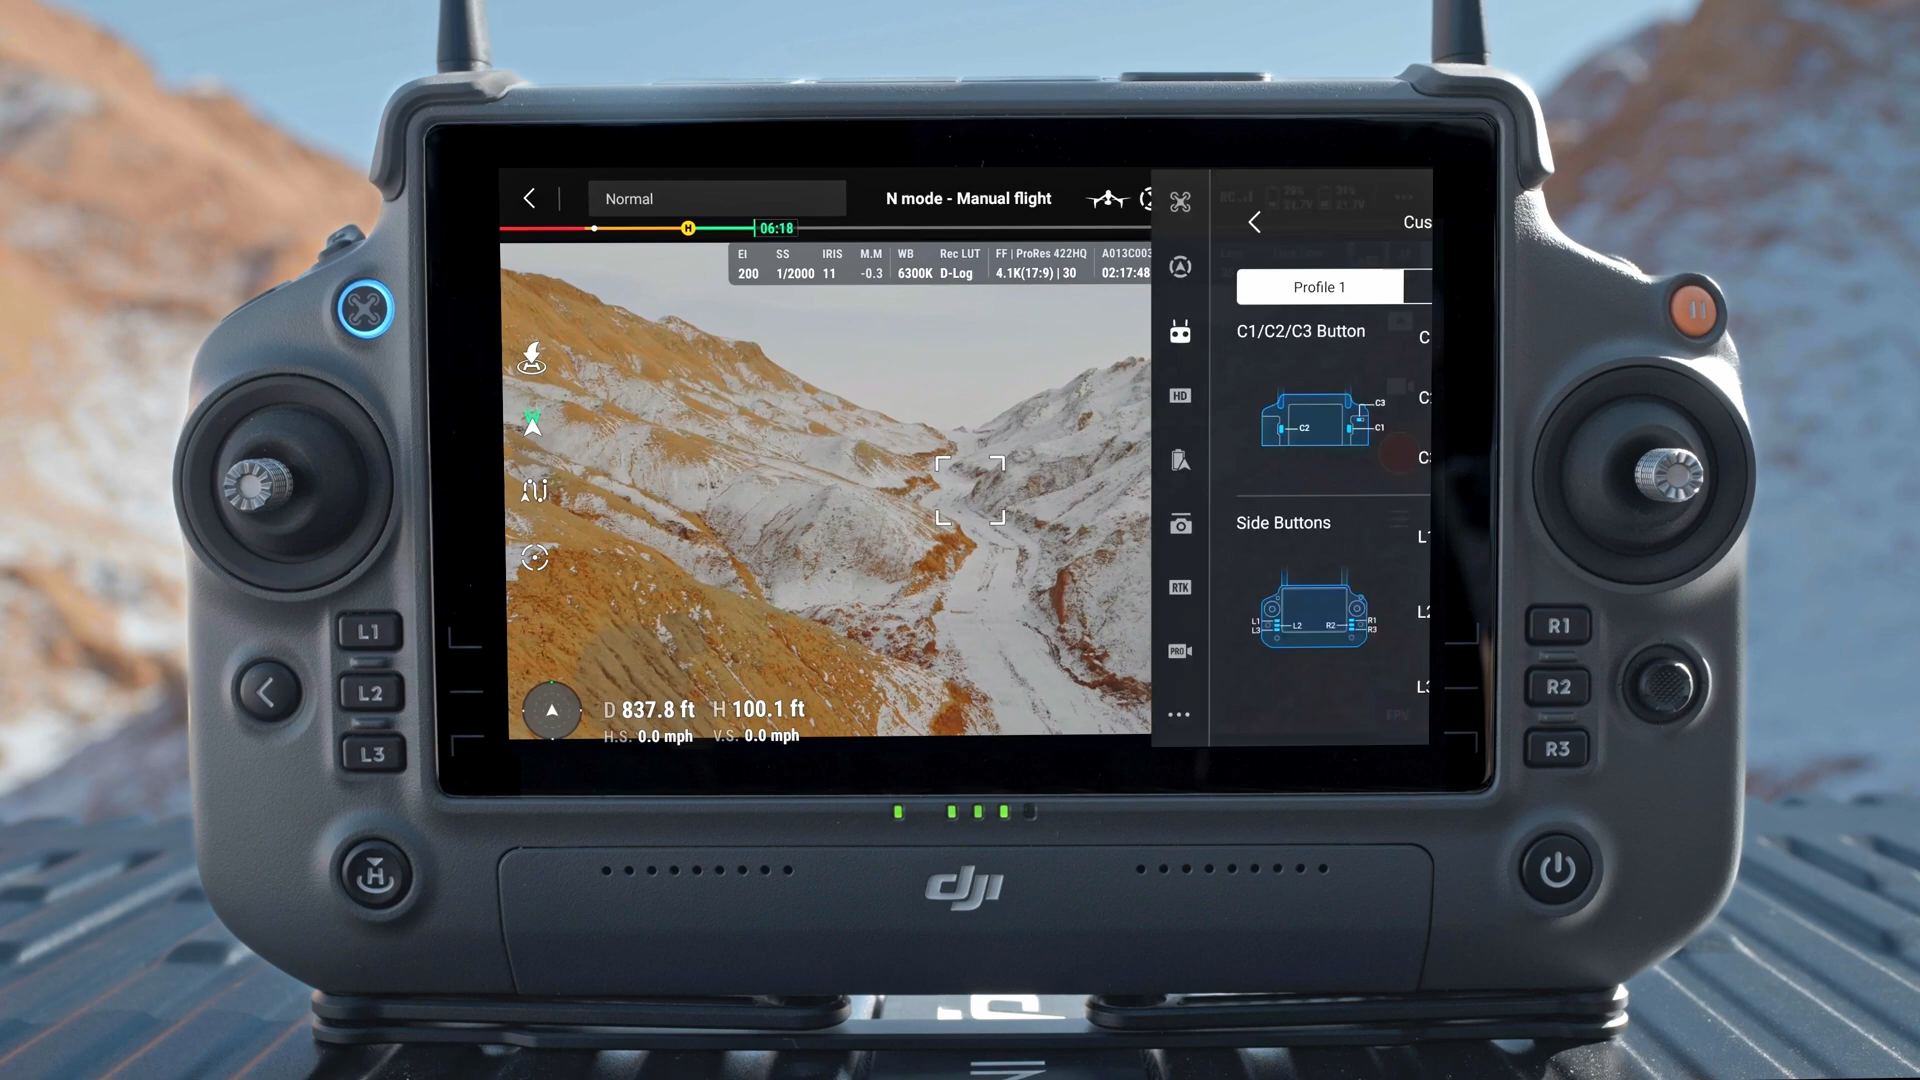 Normal
N mode - Manual flight
H
06:18
EI SS IRIS M.M WB Rec LUT FF | ProRes 422HQ A013C003
200 1/2000 11 -0.3 6300K D-Log 4.1K(17:9) | 30 02:17:48
Cus
Profile 1
C1/C2/C3 Button
C3
C2
C1
HD
RTK
PRO
Side Buttons
L1 L2 R2 R1
L3 R3
L1
L2
D 837.8 ft H 100.1 ft
H.S. 0.0 mph V.S. 0.0 mph
L1
L2
L3
R1
R2
R3
H
dji